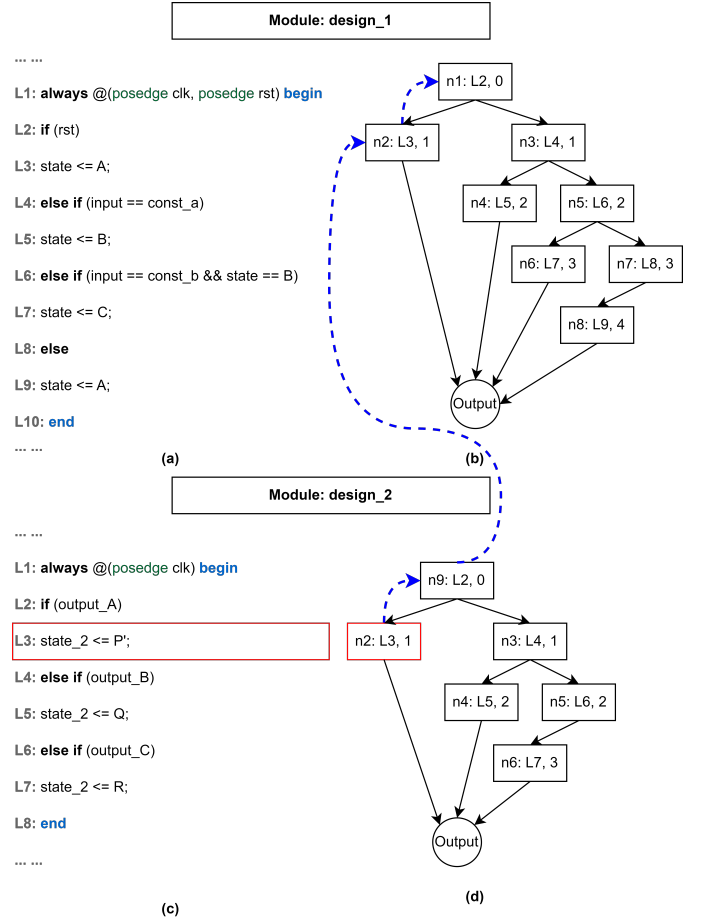 Module: design_1
... ...
L1: always @(posedge clk, posedge rst) begin
L2: if (rst)
L3: state <= A;
L4: else if (input == const_a)
L5: state <= B;
L6: else if (input == const_b && state == B)
L7: state <= C;
L8: else
L9: state <= A;
L10: end
... ...
(a)
n1: L2, 0
n2: L3, 1
n3: L4, 1
n4: L5, 2
n5: L6, 2
n6: L7, 3
n7: L8, 3
n8: L9, 4
Output
(b)
Module: design_2
... ...
L1: always @(posedge clk) begin
L2: if (output_A)
L3: state_2 <= P';
L4: else if (output_B)
L5: state_2 <= Q;
L6: else if (output_C)
L7: state_2 <= R;
L8: end
... ...
(c)
n9: L2, 0
n2: L3, 1
n3: L4, 1
n4: L5, 2
n5: L6, 2
n6: L7, 3
Output
(d)